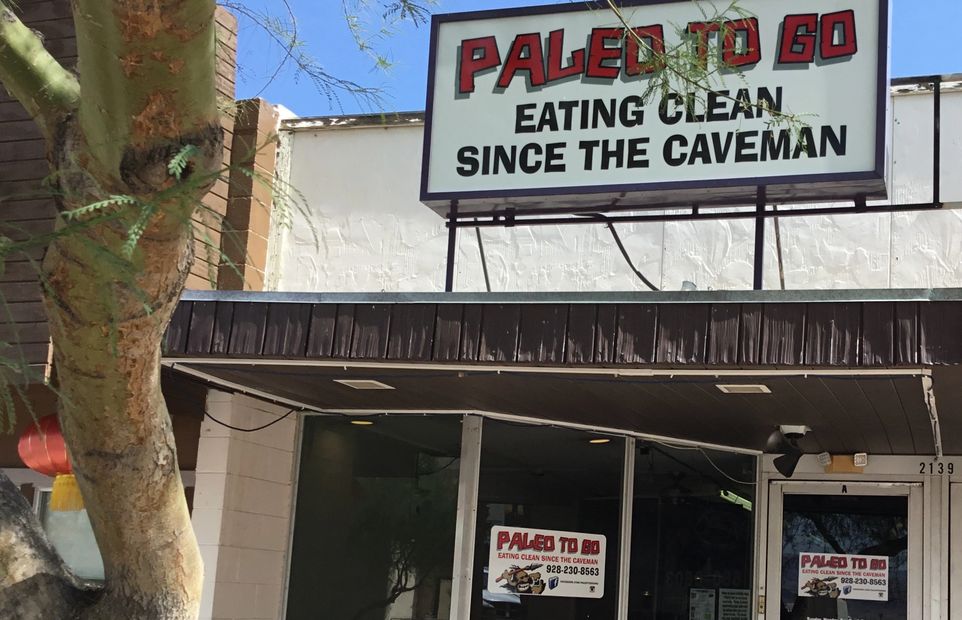 PALEO TO GO
EATING CLEAN
SINCE THE CAVEMAN
2139
A
PALEO TO GO
EATING CLEAN SINCE THE CAVEMAN
928-230-8563
PALEO TO GO
EATING CLEAN SINCE THE CAVEMAN
928-230-8563